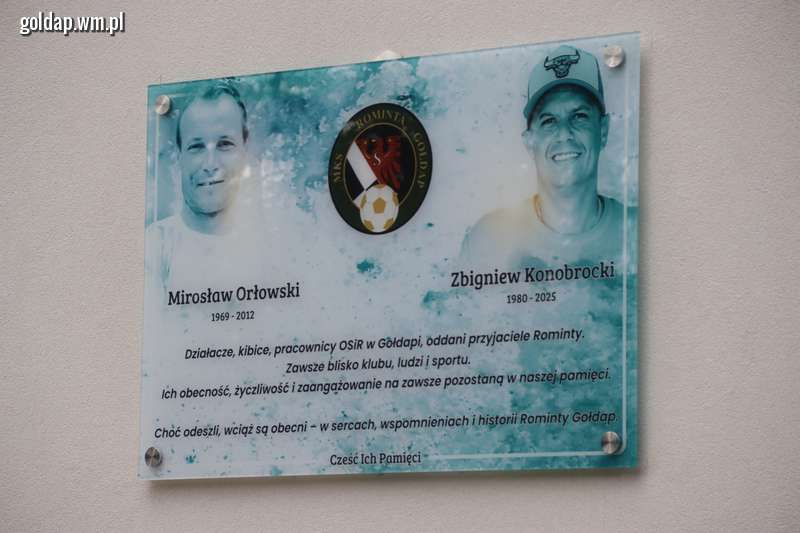 goldap.wm.pl
MKS "ROMINTA" GOŁDAP
Mirosław Orłowski
1969 - 2012
Zbigniew Konobrocki
1980 - 2025
Działacze, kibice, pracownicy OSiR w Gołdapi, oddani przyjaciele Rominty.
Zawsze blisko klubu, ludzi i sportu.
Ich obecność, życzliwość i zaangażowanie na zawsze pozostaną w naszej pamięci.
Choć odeszli, wciąż są obecni – w sercach, wspomnieniach i historii Rominty Gołdap.
Cześć Ich Pamięci